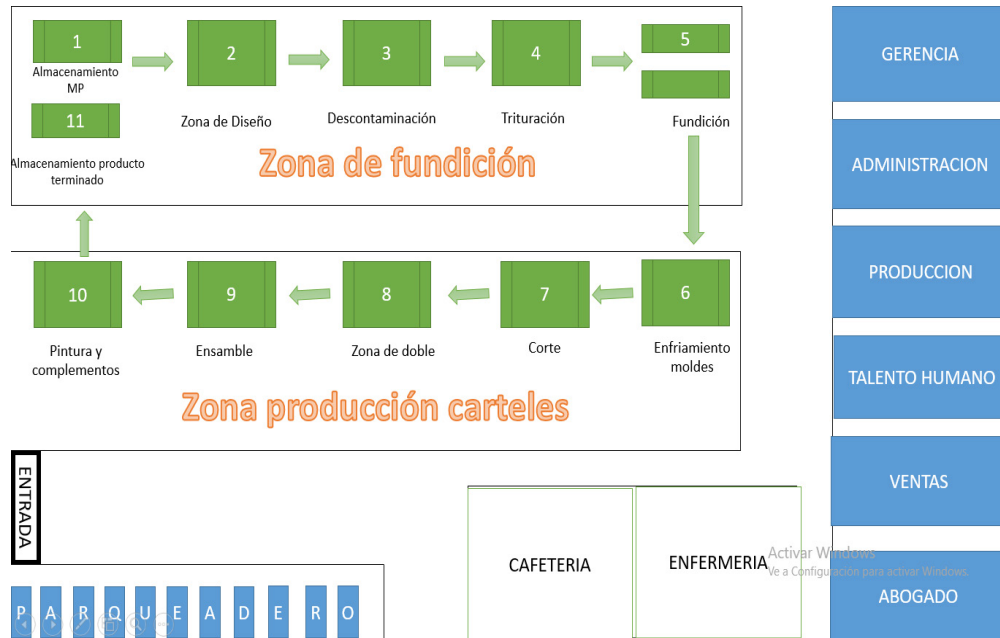 1
Almacenamiento
MP
11
Almacenamiento producto
terminado
2
Zona de Diseño
3
Descontaminación
4
Trituración
5
Fundición
Zona de fundición
10
Pintura y
complementos
9
Ensamble
8
Zona de doble
7
Corte
6
Enfriamiento
moldes
Zona producción carteles
ENTRADA
PARQUEADERO
CAFETERIA
ENFERMERIA
GERENCIA
ADMINISTRACION
PRODUCCION
TALENTO HUMANO
VENTAS
ABOGADO
Activar Windows
Ve a Configuración para activar Windows.